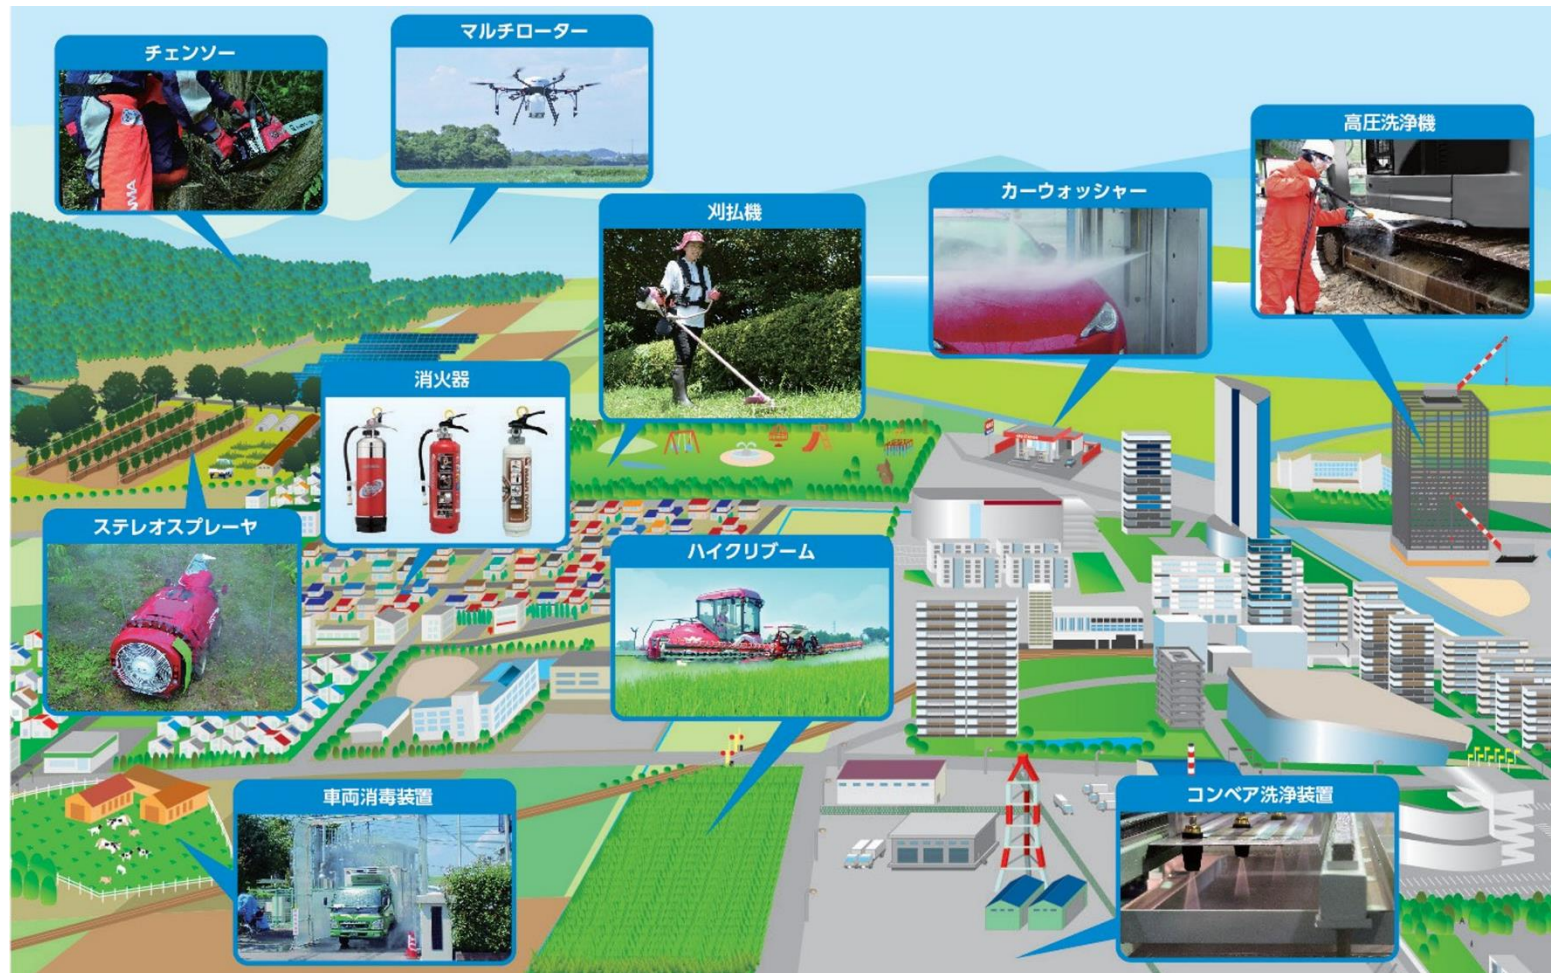 チェンソー
マルチローター
刈払機
カーウォッシャー
高圧洗浄機
消火器
ステレオスプレーヤ
ハイクリブーム
車両消毒装置
コンベア洗浄装置